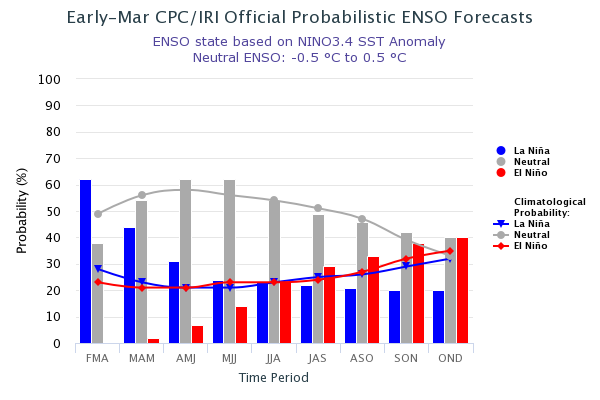 Early-Mar CPC/IRI Official Probabilistic ENSO Forecasts
ENSO state based on NINO3.4 SST Anomaly
Neutral ENSO: -0.5 ºC to 0.5 ºC
Probability (%)
100
90
80
70
60
50
40
30
20
10
0
FMA MAM AMJ MJJ JJA JAS ASO SON OND
Time Period
La Niña
Neutral
El Niño
Climatological
Probability:
La Niña
Neutral
El Niño